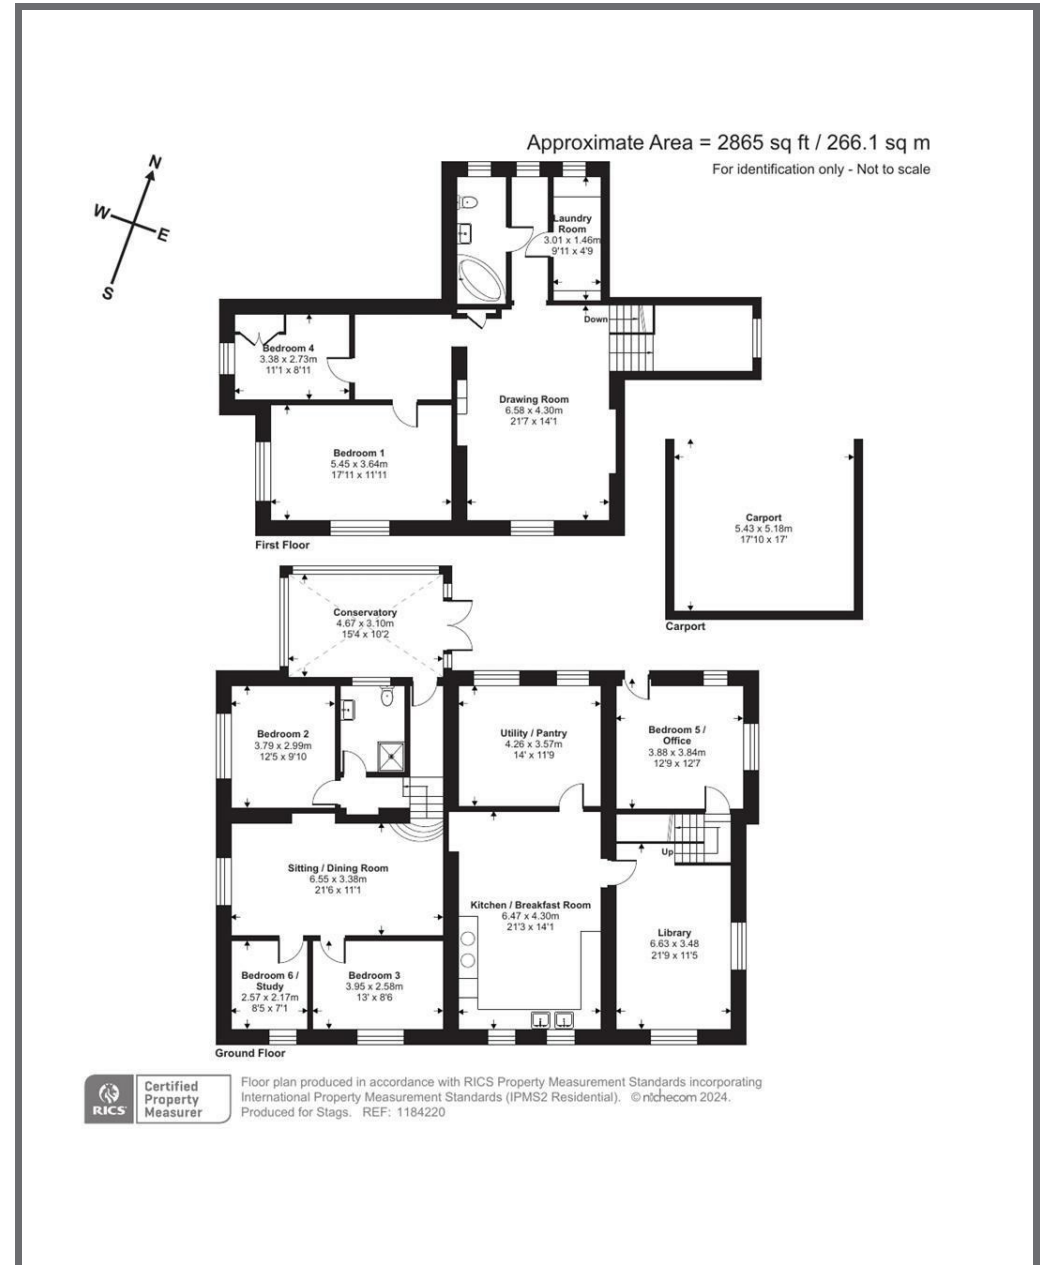 Approximate Area = 2865 sq ft / 266.1 sq m
For identification only - Not to scale
N
W
E
S
Laundry
Room
3.01 x 1.46m
9'11 x 4'9
Down
Bedroom 4
3.38 x 2.73m
11'1 x 8'11
Drawing Room
6.58 x 4.30m
21'7 x 14'1
Bedroom 1
5.45 x 3.64m
17'11 x 11'11
First Floor
Carport
5.43 x 5.18m
17'10 x 17'
Carport
Conservatory
4.67 x 3.10m
15'4 x 10'2
Bedroom 2
3.79 x 2.99m
12'5 x 9'10
Utility / Pantry
4.26 x 3.57m
14' x 11'9
Bedroom 5 /
Office
3.88 x 3.84m
12'9 x 12'7
Up
Sitting / Dining Room
6.55 x 3.38m
21'6 x 11'1
Kitchen / Breakfast Room
6.47 x 4.30m
21'3 x 14'1
Library
6.63 x 3.48
21'9 x 11'5
Bedroom 6 /
Study
2.57 x 2.17m
8'5 x 7'1
Bedroom 3
3.95 x 2.58m
13' x 8'6
Ground Floor
RICS
Certified
Property
Measurer
Floor plan produced in accordance with RICS Property Measurement Standards incorporating
International Property Measurement Standards (IPMS2 Residential). © nichecom 2024.
Produced for Stags. REF: 1184220